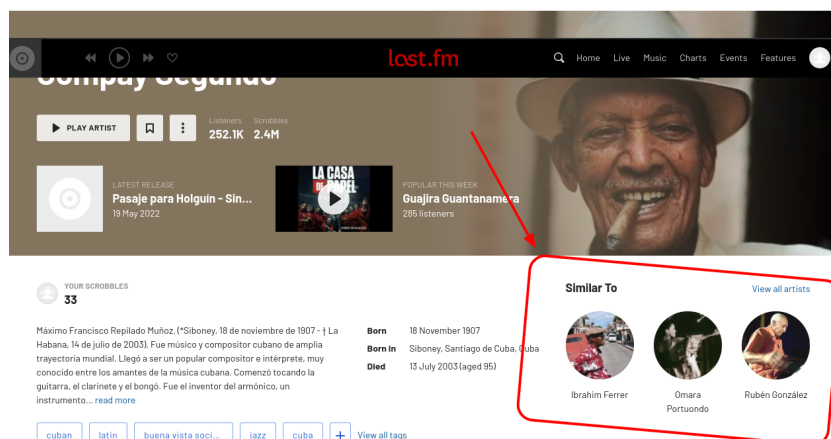 last.fm
Home Live Music Charts Events Features
Compay Segundo
PLAY ARTIST
Listeners Scrobbles
252.1K 2.4M
LATEST RELEASE
Pasaje para Holguín - Sin...
19 May 2022
LA CASA
DE PAPEL
POPULAR THIS WEEK
Guajira Guantanamera
285 listeners
YOUR SCROBBLES
33
Máximo Francisco Repilado Muñoz. (*Siboney, 18 de noviembre de 1907 - † La
Habana, 14 de julio de 2003). Fue músico y compositor cubano de amplia
trayectoria mundial. Llegó a ser un popular compositor e intérprete, muy
conocido entre los amantes de la música cubana. Comenzó tocando la
guitarra, el clarinete y el bongó. Fue el inventor del armónico, un
instrumento... read more
Born 18 November 1907
Born In Siboney, Santiago de Cuba, Cuba
Died 13 July 2003 (aged 95)
Similar To View all artists
Ibrahim Ferrer
Omara
Portuondo
Rubén González
cuban latin buena vista soci... jazz cuba + View all tags